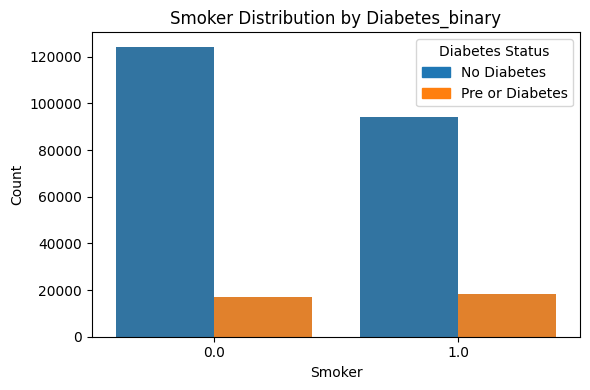 Smoker Distribution by Diabetes_binary
Diabetes Status
No Diabetes
Pre or Diabetes
120000
100000
80000
60000
40000
20000
0
Count
0.0
1.0
Smoker